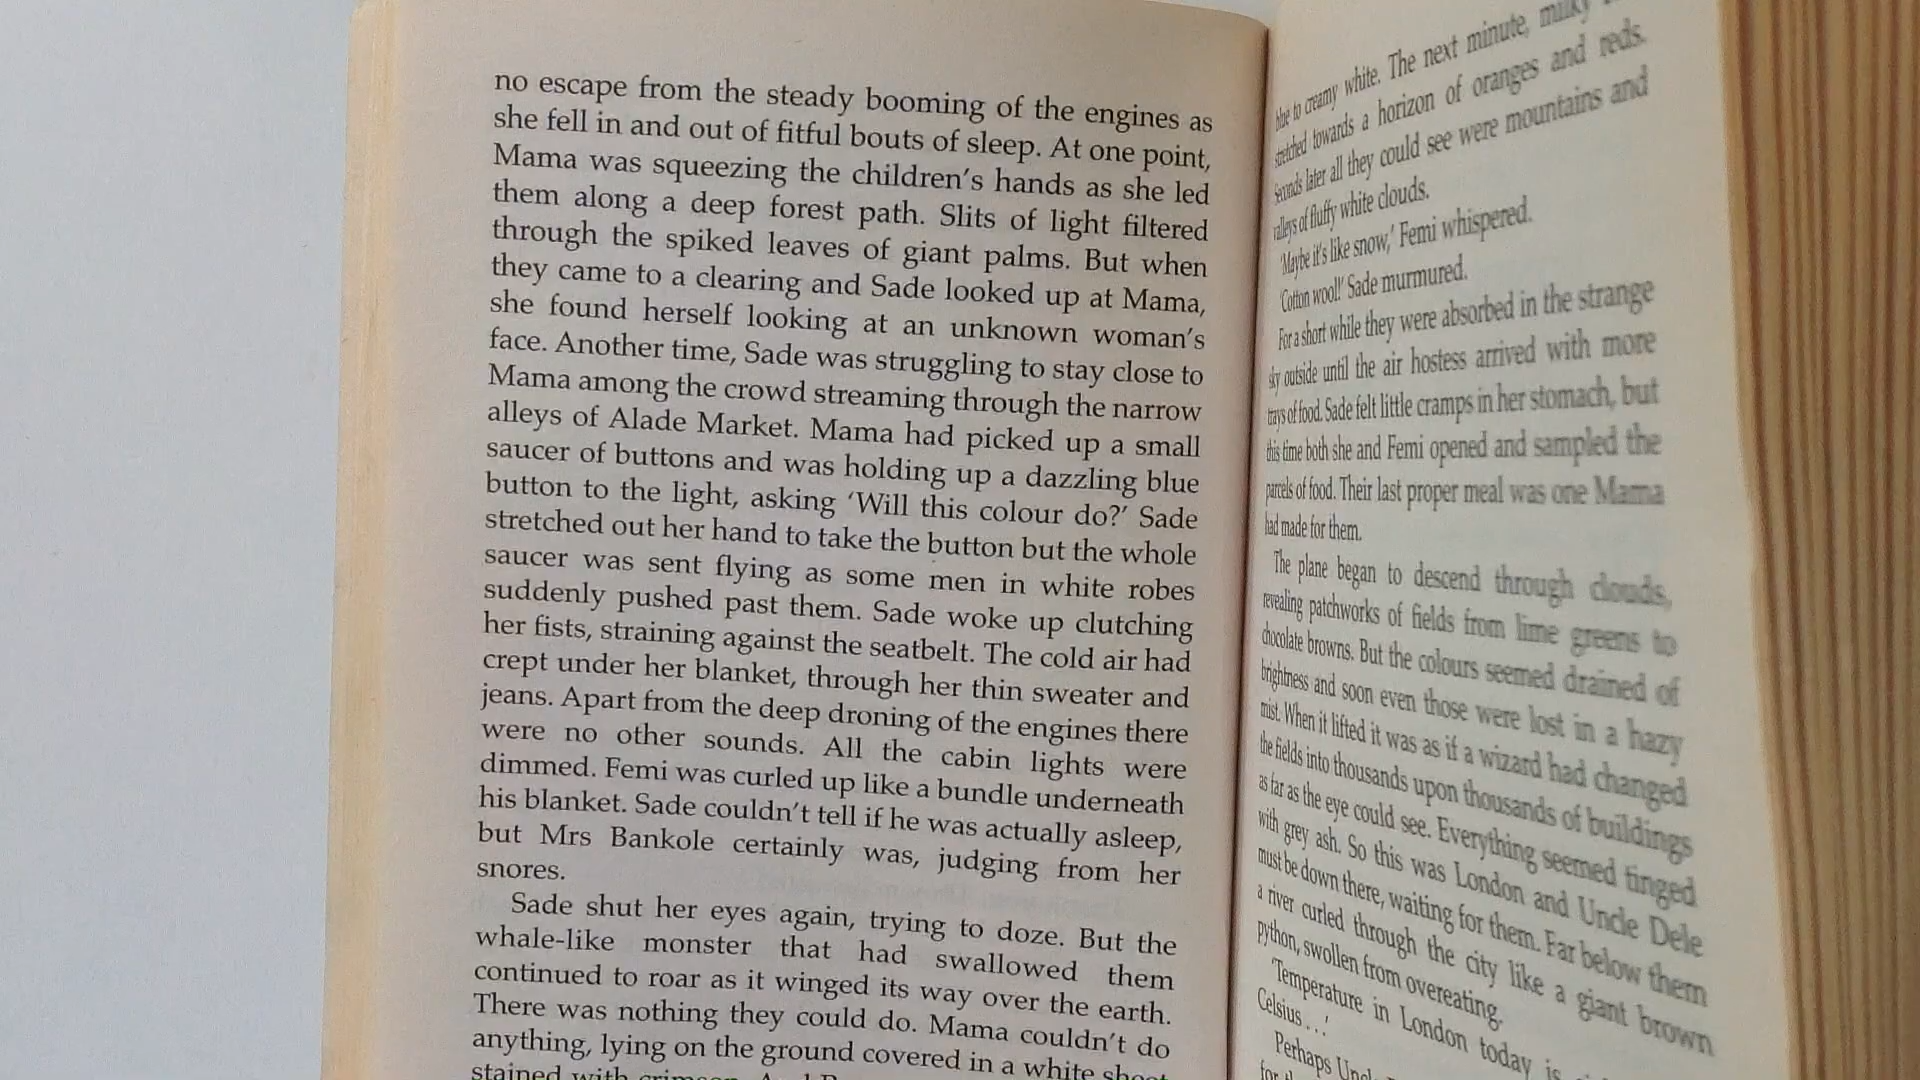 no escape from the steady booming of the engines as
she fell in and out of fitful bouts of sleep. At one point,
Mama was squeezing the children's hands as she led
them along a deep forest path. Slits of light filtered
through the spiked leaves of giant palms. But when
they came to a clearing and Sade looked up at Mama,
she found herself looking at an unknown woman's
face. Another time, Sade was struggling to stay close to
Mama among the crowd streaming through the narrow
alleys of Alade Market. Mama had picked up a small
saucer of buttons and was holding up a dazzling blue
button to the light, asking ‘Will this colour do?’ Sade
stretched out her hand to take the button but the whole
saucer was sent flying as some men in white robes
suddenly pushed past them. Sade woke up clutching
her fists, straining against the seatbelt. The cold air had
crept under her blanket, through her thin sweater and
jeans. Apart from the deep droning of the engines there
were no other sounds. All the cabin lights were
dimmed. Femi was curled up like a bundle underneath
his blanket. Sade couldn't tell if he was actually asleep,
but Mrs Bankole certainly was, judging from her
snores.
Sade shut her eyes again, trying to doze. But the
whale-like monster that had swallowed them
continued to roar as it winged its way over the earth.
There was nothing they could do. Mama couldn't do
anything, lying on the ground covered in a white sheet
stained with crimson. And
blue to creamy white. The next minute, milky
stretched towards a horizon of oranges and reds.
Seconds later all they could see were mountains and
valleys of fluffy white clouds.
‘Maybe it's like snow,’ Femi whispered.
‘Cotton wool!’ Sade murmured.
For a short while they were absorbed in the strange
sky outside until the air hostess arrived with more
trays of food. Sade felt little cramps in her stomach, but
this time both she and Femi opened and sampled the
parcels of food. Their last proper meal was one Mama
had made for them.
The plane began to descend through clouds,
revealing patchworks of fields from lime greens to
chocolate browns. But the colours seemed drained of
brightness and soon even those were lost in a hazy
mist. When it lifted it was as if a wizard had changed
the fields into thousands upon thousands of buildings
as far as the eye could see. Everything seemed tinged
with grey ash. So this was London and Uncle Dele
must be down there, waiting for them. Far below them
a river curled through the city like a giant brown
python, swollen from overeating.
‘Temperature in London today is
Celsius . . .’
Perhaps
for